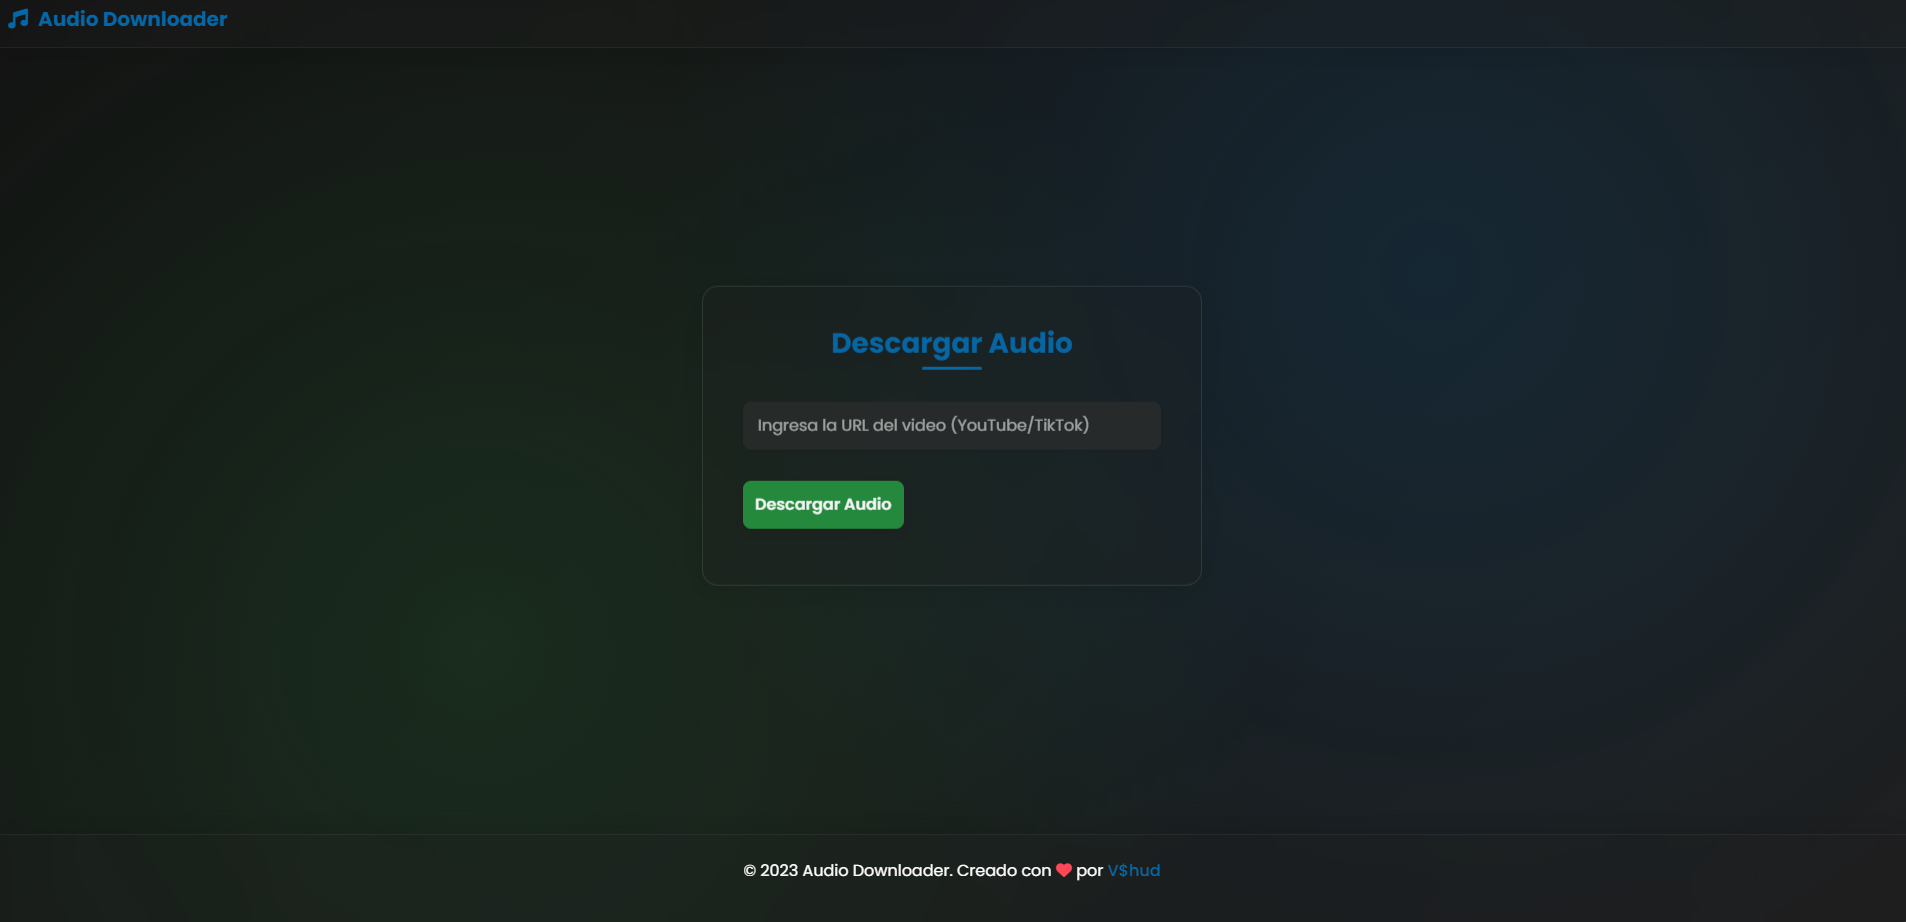 Audio Downloader
Descargar Audio
Ingresa la URL del video (YouTube/TikTok)
Descargar Audio
© 2023 Audio Downloader. Creado con ❤ por V$hud